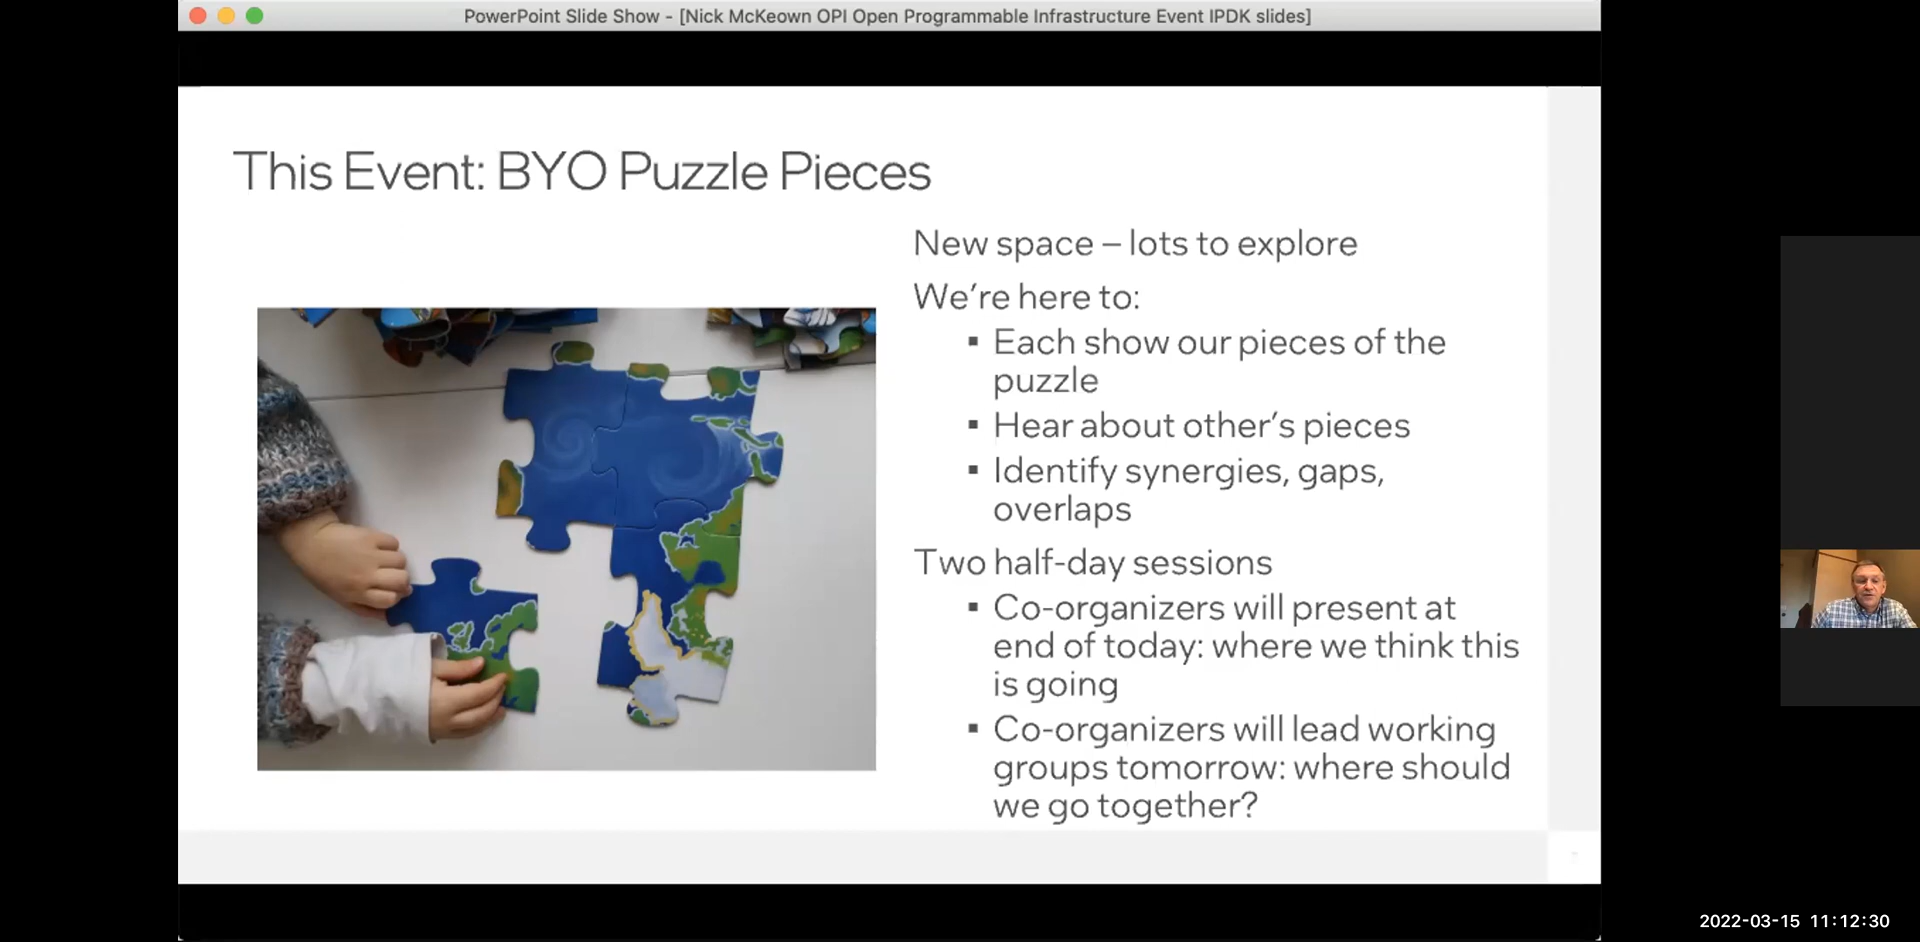 PowerPoint Slide Show - [Nick McKeown OPI Open Programmable Infrastructure Event IPDK slides]
This Event: BYO Puzzle Pieces
New space – lots to explore
We’re here to:
▪ Each show our pieces of the
puzzle
▪ Hear about other’s pieces
▪ Identify synergies, gaps,
overlaps
Two half-day sessions
▪ Co-organizers will present at
end of today: where we think this
is going
▪ Co-organizers will lead working
groups tomorrow: where should
we go together?
2022-03-15 11:12:30